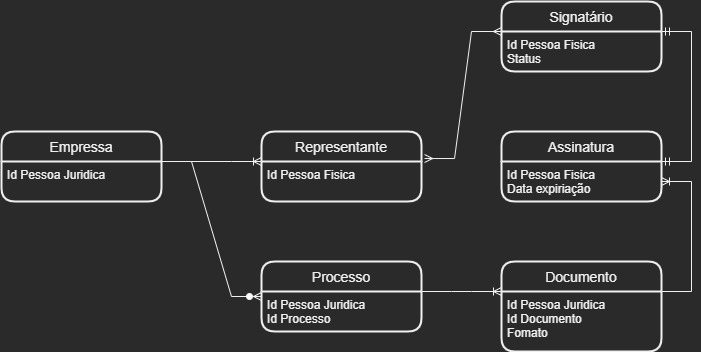 Signatário
Id Pessoa Fisica
Status
Empressa
Id Pessoa Juridica
Representante
Id Pessoa Fisica
Assinatura
Id Pessoa Fisica
Data expiriação
Processo
Id Pessoa Juridica
Id Processo
Documento
Id Pessoa Juridica
Id Documento
Fomato